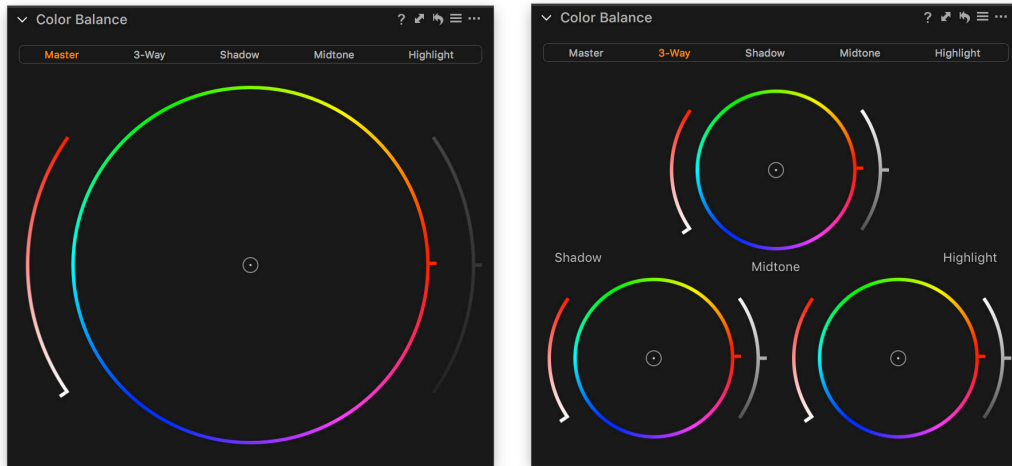 Color Balance
?
Master 3-Way Shadow Midtone Highlight
Color Balance
?
Master 3-Way Shadow Midtone Highlight
Shadow
Midtone
Highlight